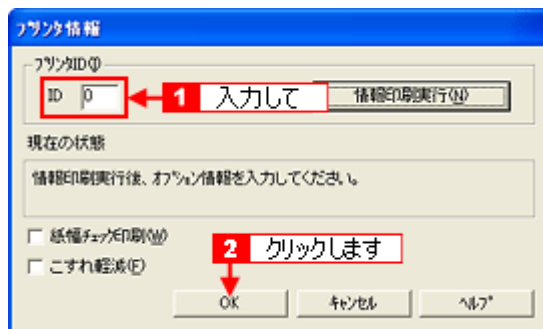 プリンタ情報
プリンタID(I)
ID 0 1 入力して 情報印刷実行(N)
現在の状態
情報印刷実行後、オプション情報を入力してください。
紙幅チェック印刷(W)
2 クリックします
こすれ軽減(F)
OK キャンセル ヘルプ